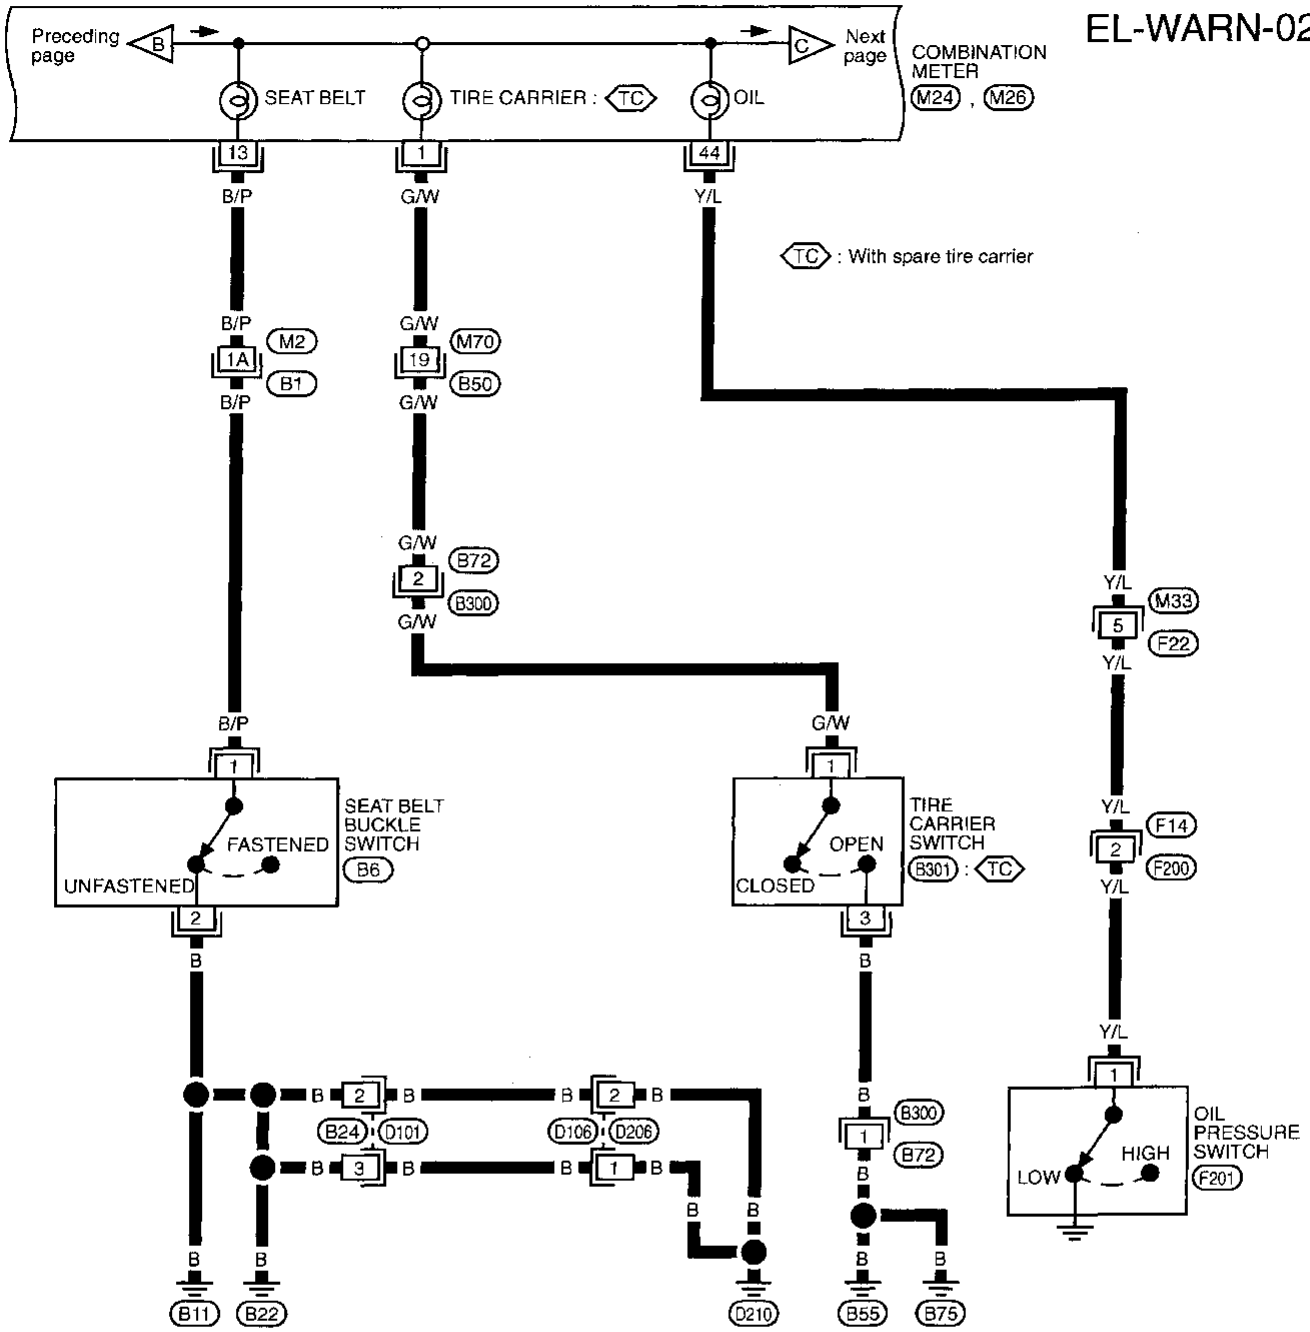 EL-WARN-02
Preceding page
B
C
Next page
COMBINATION METER
M24 , M26
SEAT BELT
TIRE CARRIER : TC
OIL
13
1
44
B/P
G/W
Y/L
TC : With spare tire carrier
B/P
G/W
1A
M2
B1
19
M70
B50
B/P
G/W
G/W
2
B72
B300
G/W
Y/L
5
M33
F22
Y/L
B/P
G/W
1
1
SEAT BELT BUCKLE SWITCH
B6
FASTENED
UNFASTENED
2
TIRE CARRIER SWITCH
B301 : TC
OPEN
CLOSED
3
Y/L
2
F14
F200
Y/L
B
B
Y/L
1
OIL PRESSURE SWITCH
F201
HIGH
LOW
B
2
B
B
2
B
B24
D101
D106
D206
B
3
B
B
1
B
B
1
B300
B72
B
B
B
B
B
B
B
B
B11
B22
D210
B55
B75